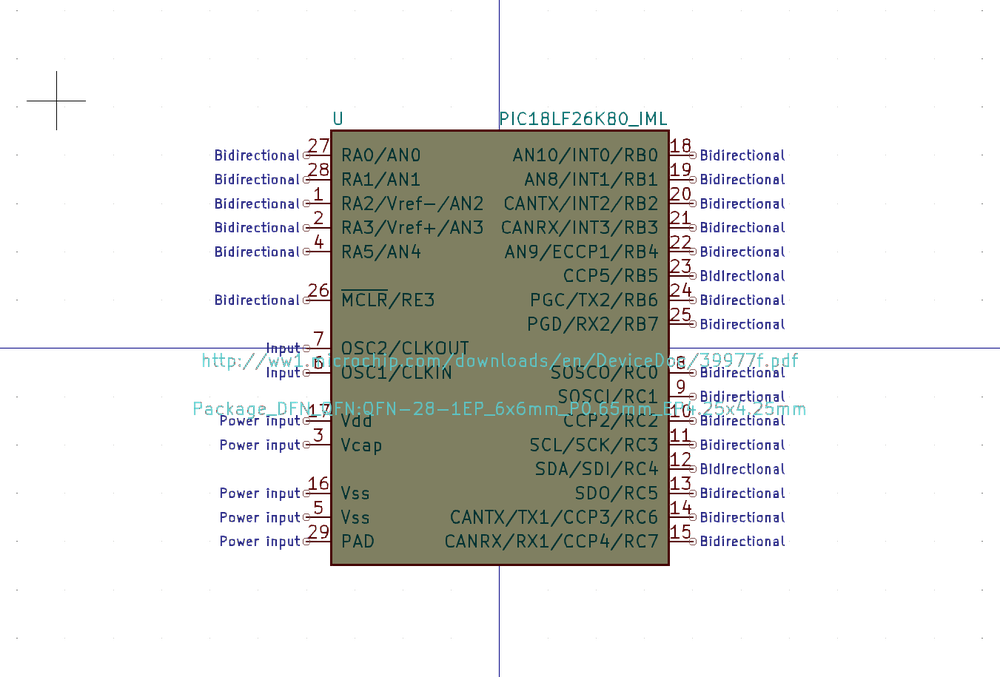 U PIC18LF26K80_IML
Bidirectional 27 RA0/AN0 AN10/INT0/RB0 18 Bidirectional
Bidirectional 28 RA1/AN1 AN8/INT1/RB1 19 Bidirectional
Bidirectional 1 RA2/Vref-/AN2 CANTX/INT2/RB2 20 Bidirectional
Bidirectional 2 RA3/Vref+/AN3 CANRX/INT3/RB3 21 Bidirectional
Bidirectional 4 RA5/AN4 AN9/ECCP1/RB4 22 Bidirectional
CCP5/RB5 23 Bidirectional
Bidirectional 26 MCLR/RE3 PGC/TX2/RB6 24 Bidirectional
PGD/RX2/RB7 25 Bidirectional
Input 7 OSC2/CLKOUT
http://ww1.microchip.com/downloads/en/DeviceDoc/39977f.pdf
Input 6 OSC1/CLKIN SOSCO/RC0 8 Bidirectional
SOSCI/RC1 9 Bidirectional
Package_DFN_QFN:QFN-28-1EP_6x6mm_P0.65mm_EP4.25x4.25mm
Power input 17 Vdd CCP2/RC2 10 Bidirectional
Power input 3 Vcap SCL/SCK/RC3 11 Bidirectional
SDA/SDI/RC4 12 Bidirectional
Power input 16 Vss SDO/RC5 13 Bidirectional
Power input 5 Vss CANTX/TX1/CCP3/RC6 14 Bidirectional
Power input 29 PAD CANRX/RX1/CCP4/RC7 15 Bidirectional